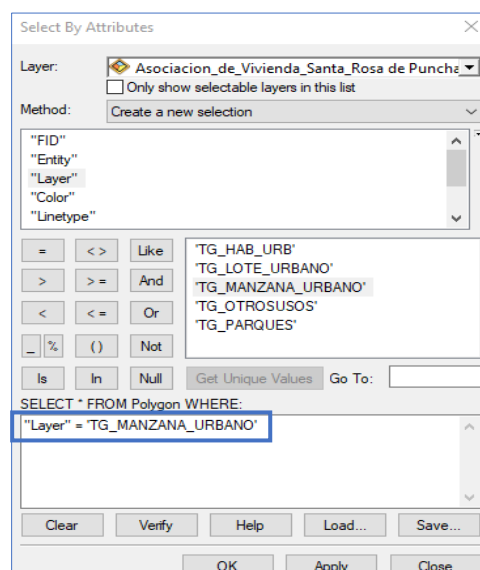 Select By Attributes
Layer: Asociacion_de_Vivienda_Santa_Rosa de Puncha
Only show selectable layers in this list
Method: Create a new selection
"FID"
"Entity"
"Layer"
"Color"
"Linetype"
= < > Like
> > = And
< < = Or
_ % () Not
Is In Null
'TG_HAB_URB'
'TG_LOTE_URBANO'
'TG_MANZANA_URBANO'
'TG_OTROSUSOS'
'TG_PARQUES'
Get Unique Values Go To:
SELECT * FROM Polygon WHERE:
"Layer" = 'TG_MANZANA_URBANO'
Clear Verify Help Load... Save...
OK Apply Close